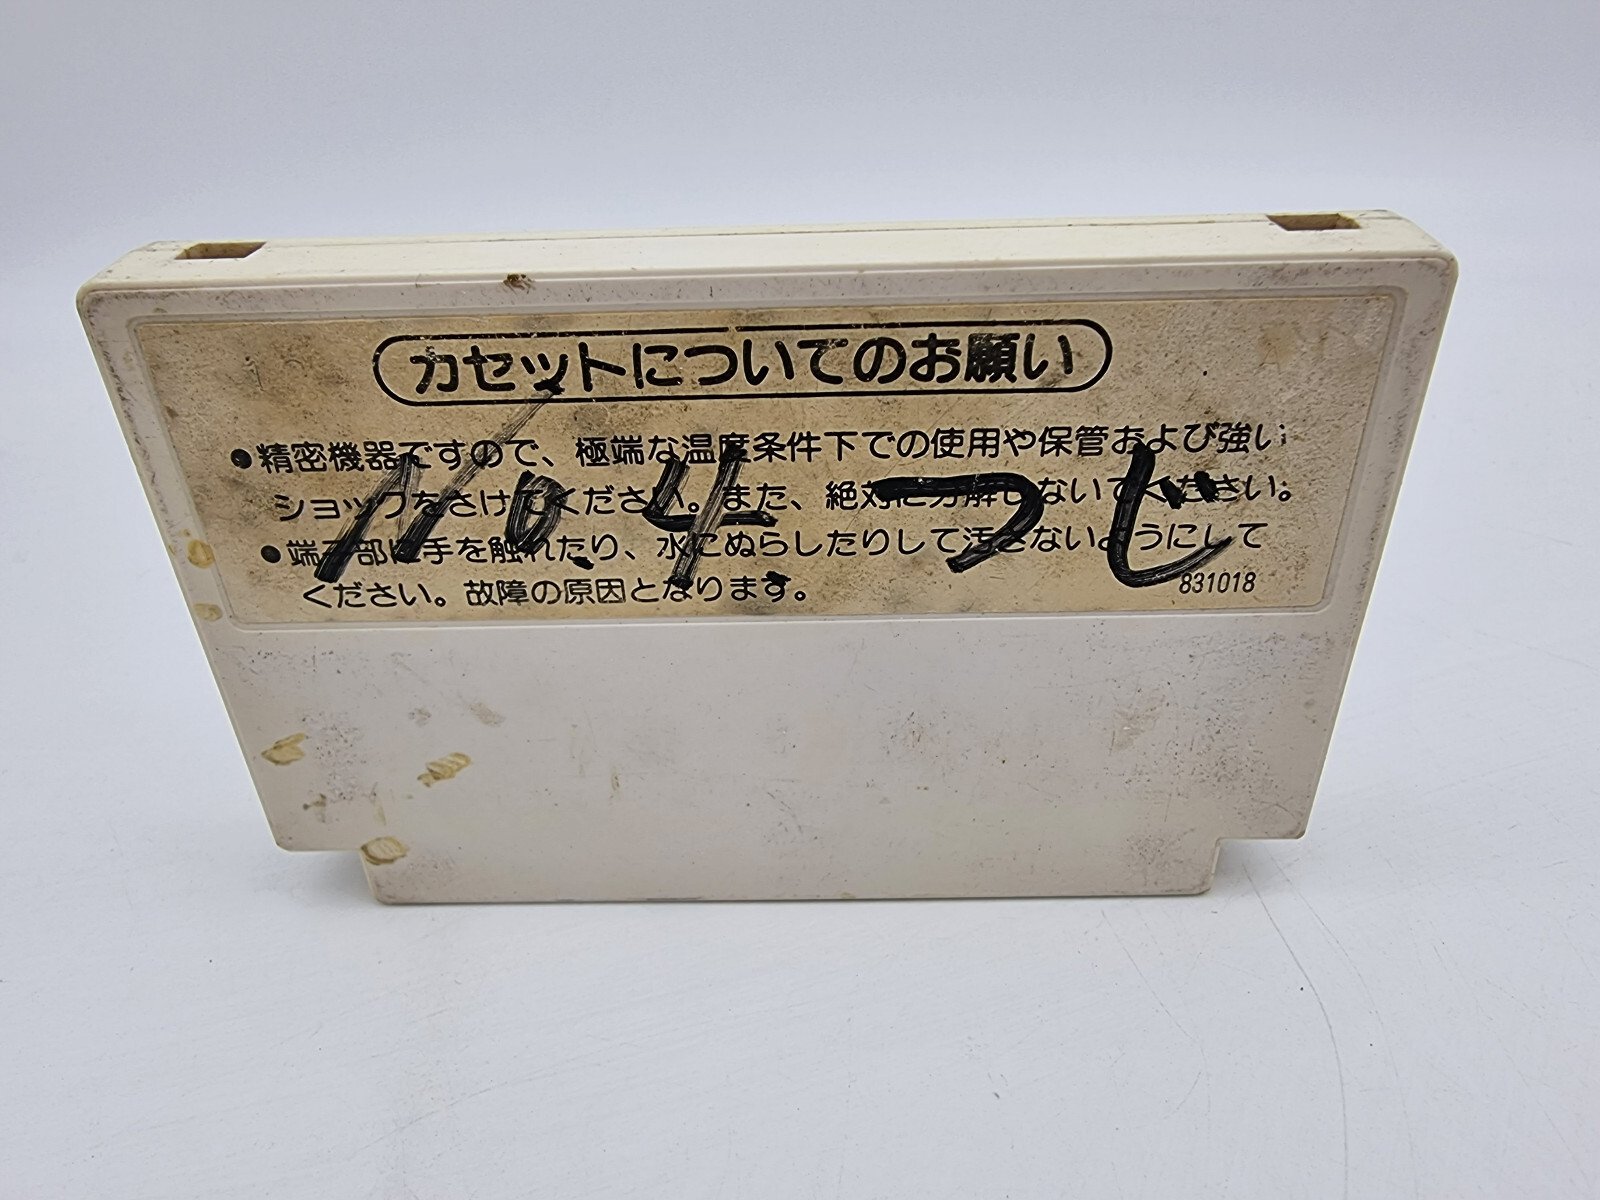 カセットについてのお願い
●精密機器ですので、極端な温度条件下での使用や保管および強い
ショックをさけてください。また、絶対に分解しないでください。
●端子部に手を触れたり、水にぬらしたりして汚さないようにして
ください。故障の原因となります。
831018
No.4 つじ